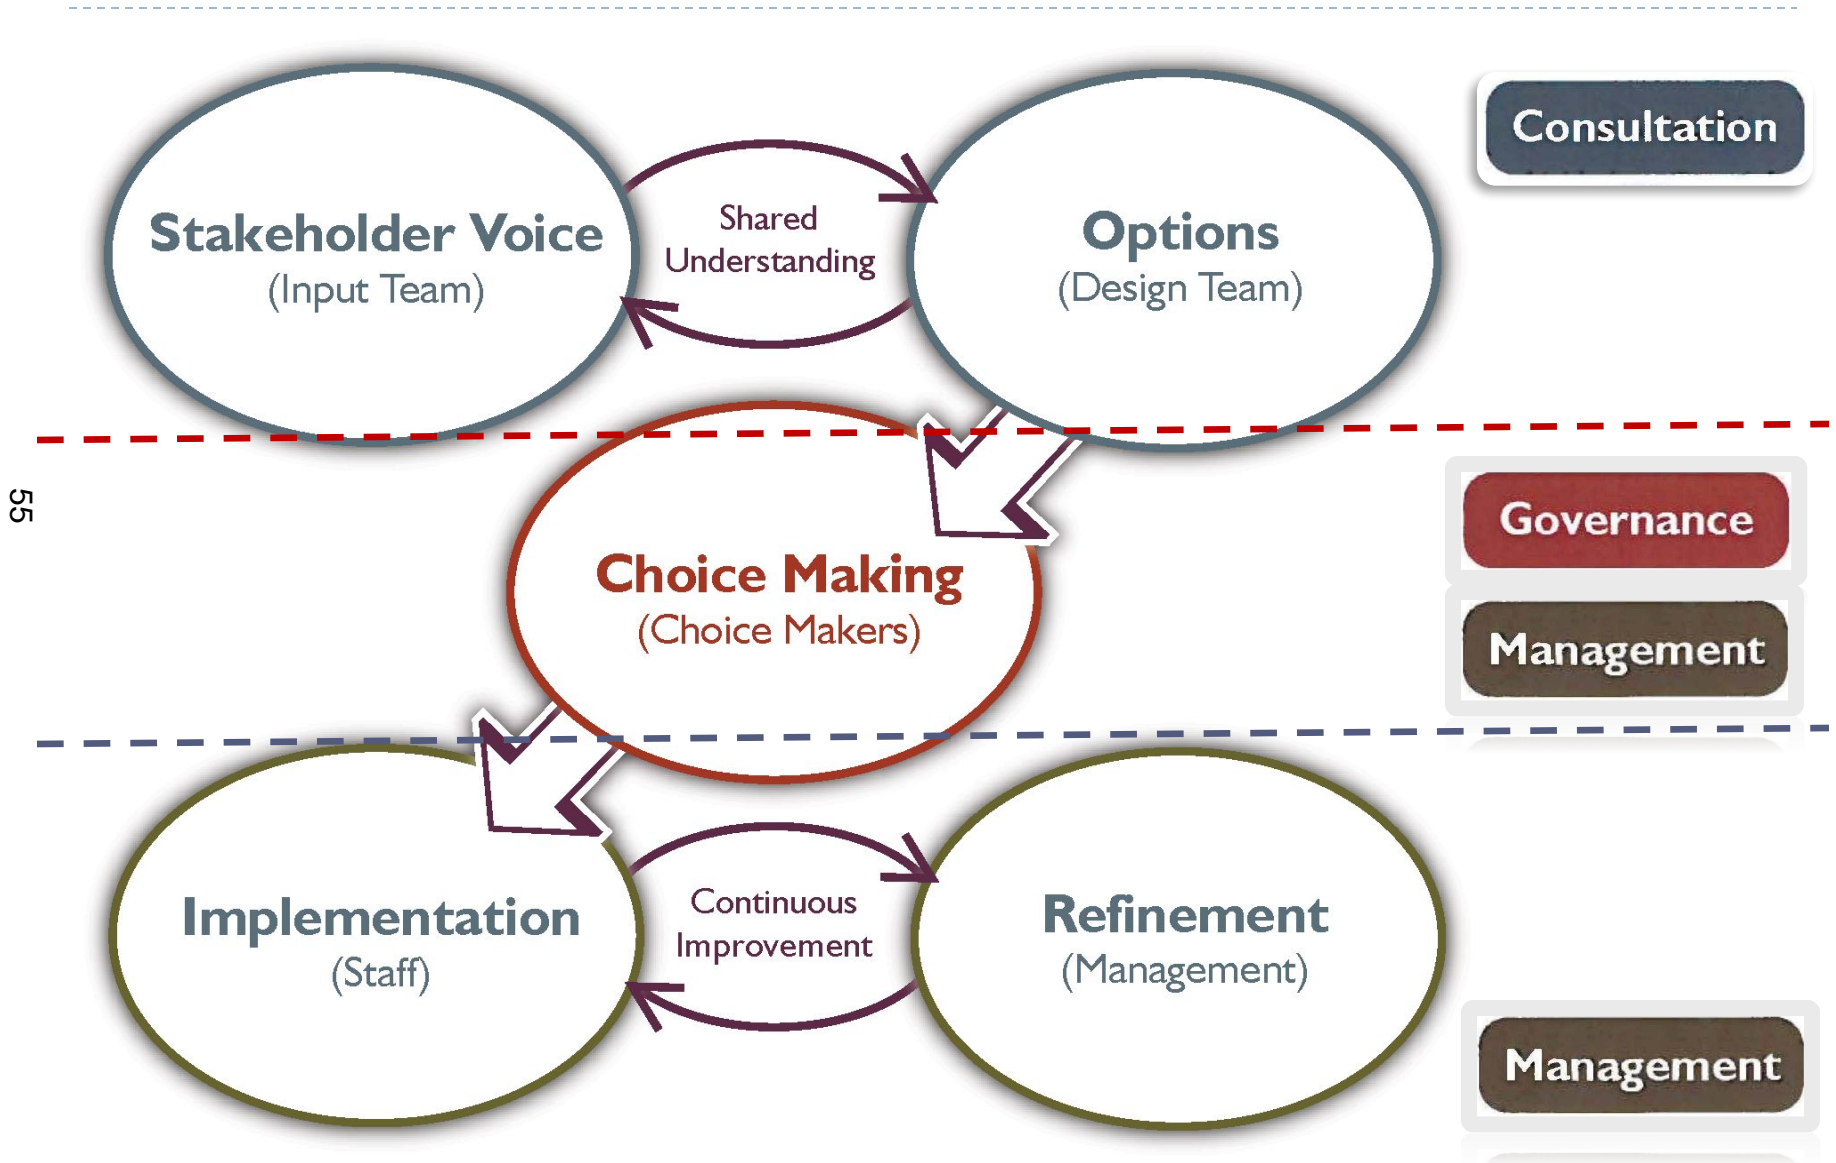 Stakeholder Voice
(Input Team)
Shared
Understanding
Options
(Design Team)
Consultation
55
Choice Making
(Choice Makers)
Governance
Management
Implementation
(Staff)
Continuous
Improvement
Refinement
(Management)
Management